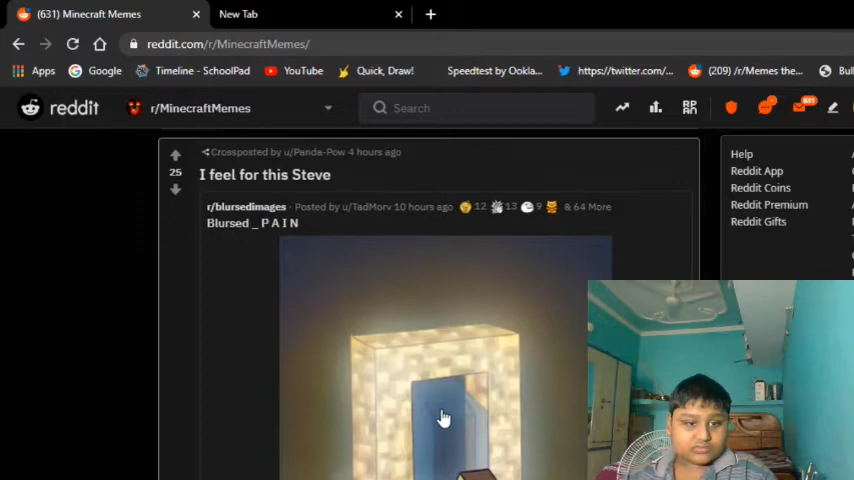 (631) Minecraft Memes
New Tab
reddit.com/r/MinecraftMemes/
Apps Google Timeline - SchoolPad YouTube Quick, Draw! Speedtest by Ookla... https://twitter.com/... (209) /r/Memes the... Bull
reddit r/MinecraftMemes Search 631
Crossposted by u/Panda-Pow 4 hours ago
25
I feel for this Steve
r/blursedimages · Posted by u/TadMorv 10 hours ago 12 13 9 & 64 More
Blursed _ P A I N
Help
Reddit App
Reddit Coins
Reddit Premium
Reddit Gifts